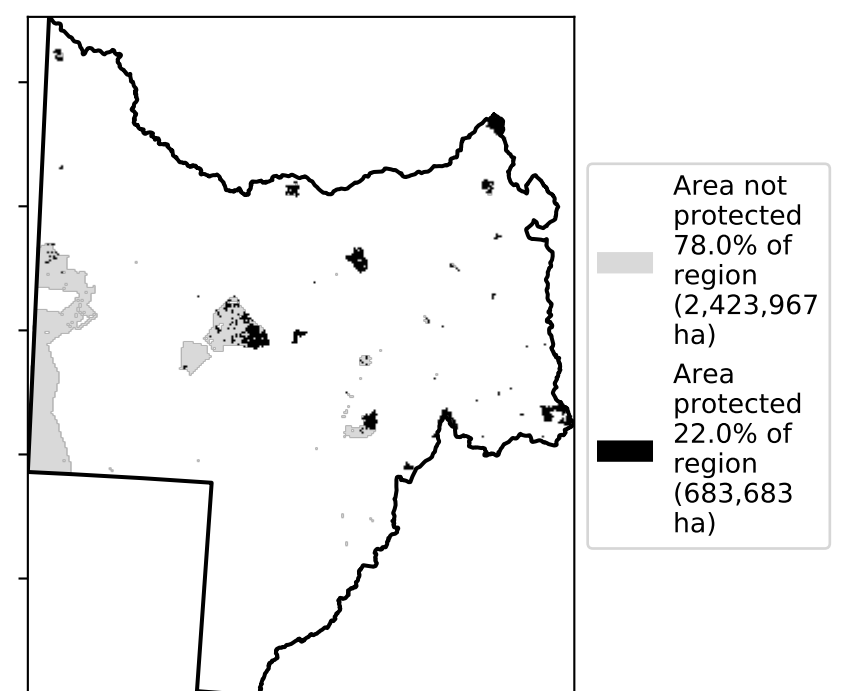 Area not
protected
78.0% of
region
(2,423,967
ha)
Area
protected
22.0% of
region
(683,683
ha)